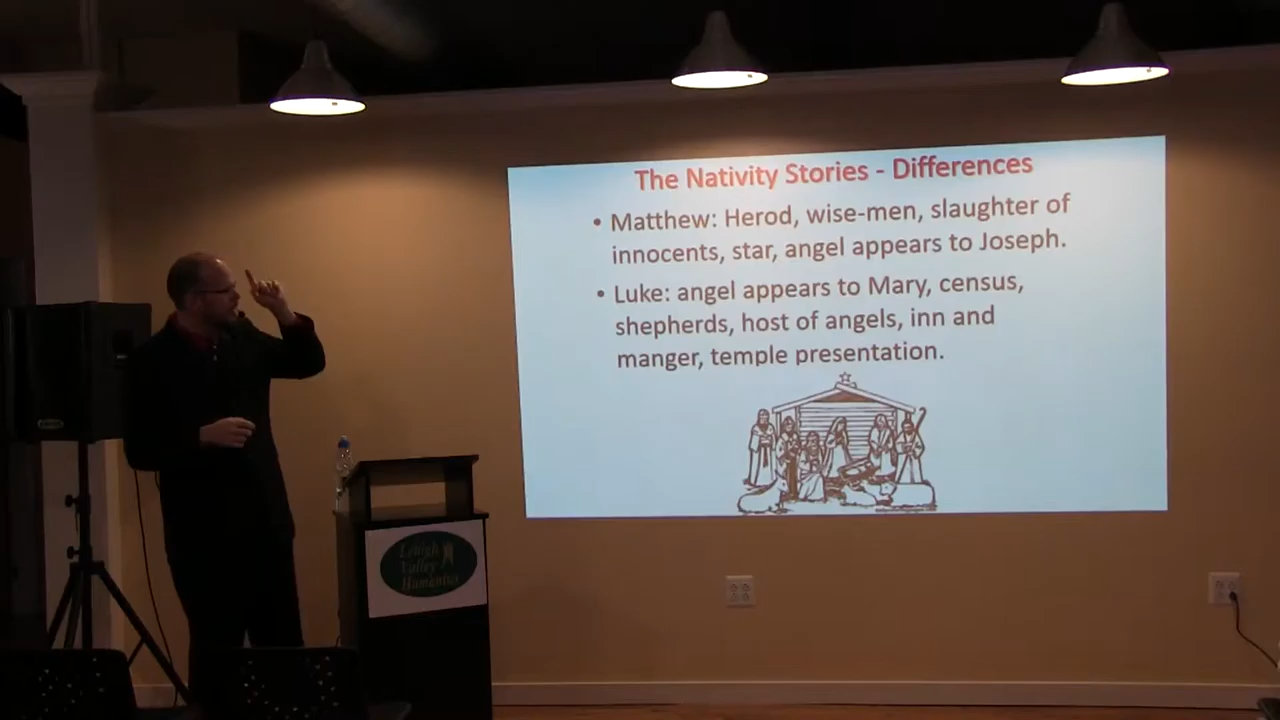 The Nativity Stories - Differences
• Matthew: Herod, wise-men, slaughter of
innocents, star, angel appears to Joseph.
• Luke: angel appears to Mary, census,
shepherds, host of angels, inn and
manger, temple presentation.
Lehigh
Valley
Humanists